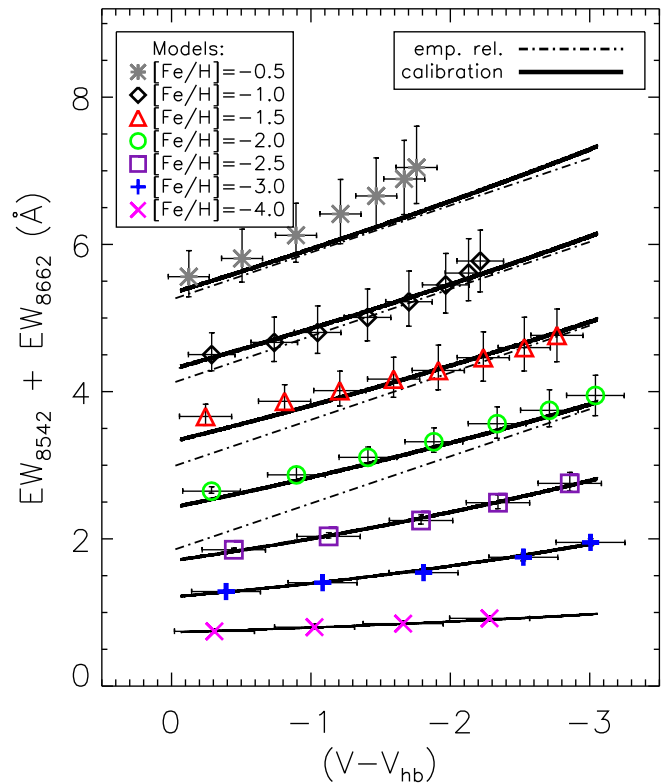 Models:
[Fe/H]=−0.5
[Fe/H]=−1.0
[Fe/H]=−1.5
[Fe/H]=−2.0
[Fe/H]=−2.5
[Fe/H]=−3.0
[Fe/H]=−4.0
emp. rel.
calibration
8
6
4
2
0
EW8542 + EW8662 (Å)
0 −1 −2 −3
(V−Vhb)